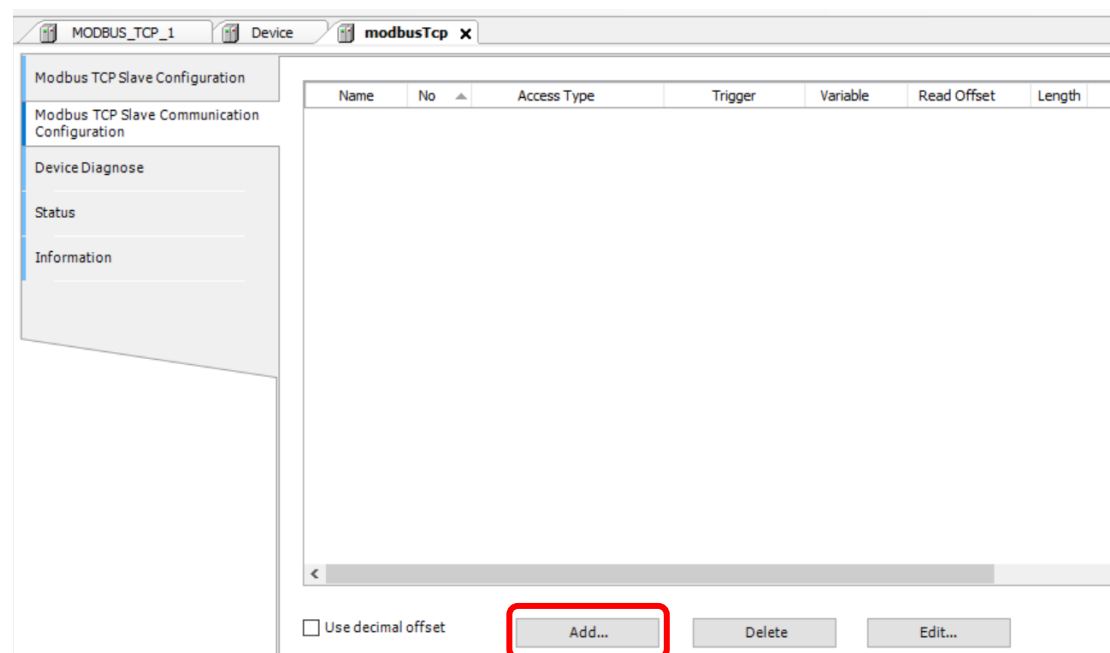 MODBUS_TCP_1 Device modbusTcp x
Modbus TCP Slave Configuration
Modbus TCP Slave Communication
Configuration
Device Diagnose
Status
Information
Name No Access Type Trigger Variable Read Offset Length
Use decimal offset Add... Delete Edit...